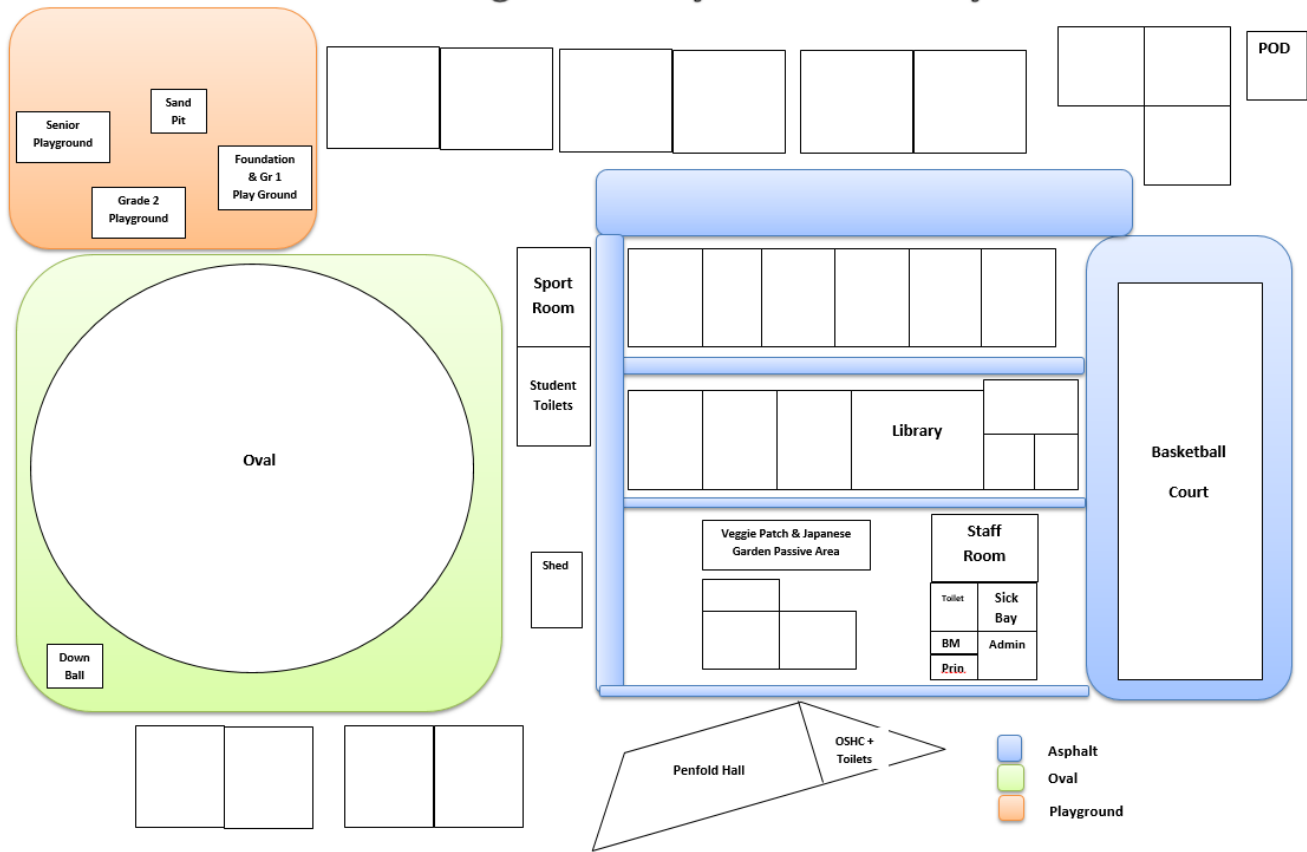 POD
Sand
Pit
Senior
Playground
Foundation
& Gr 1
Play Ground
Grade 2
Playground
Sport
Room
Student
Toilets
Oval
Library
Basketball
Court
Veggie Patch & Japanese
Garden Passive Area
Staff
Room
Shed
Toilet
Sick
Bay
BM
Admin
Prin.
Down
Ball
OSHC +
Toilets
Penfold Hall
Asphalt
Oval
Playground